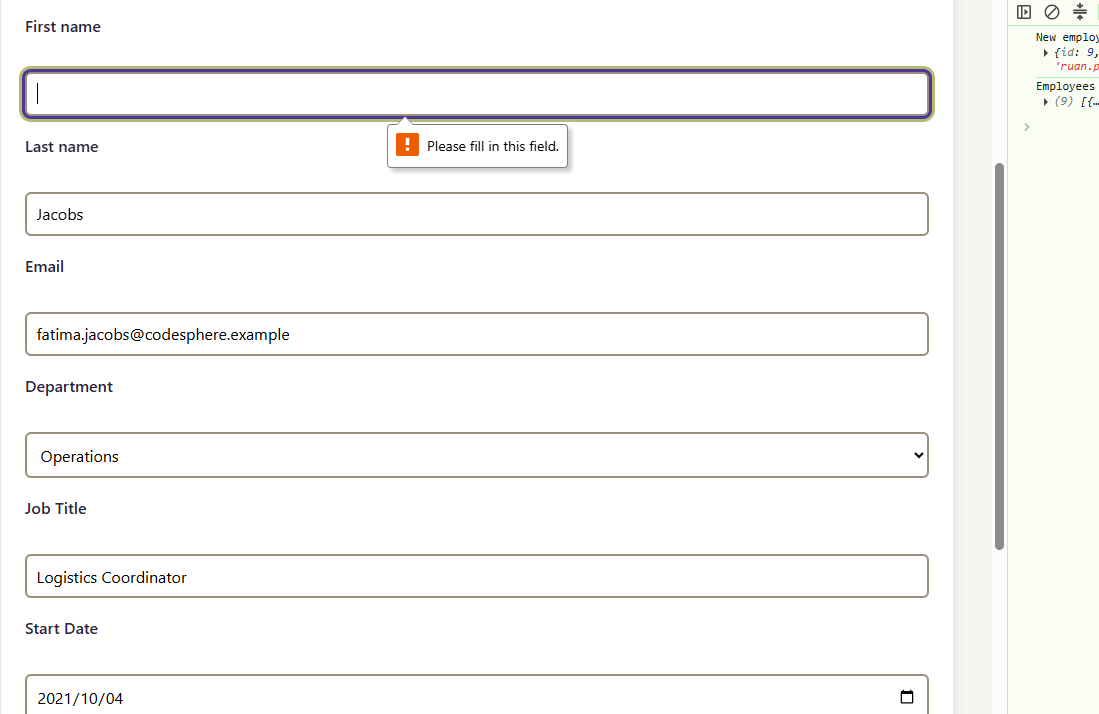 First name
Please fill in this field.
Last name
Jacobs
Email
fatima.jacobs@codesphere.example
Department
Operations
Job Title
Logistics Coordinator
Start Date
2021/10/04
New employ
{id: 9,
'ruan.p
Employees
(9) [{…